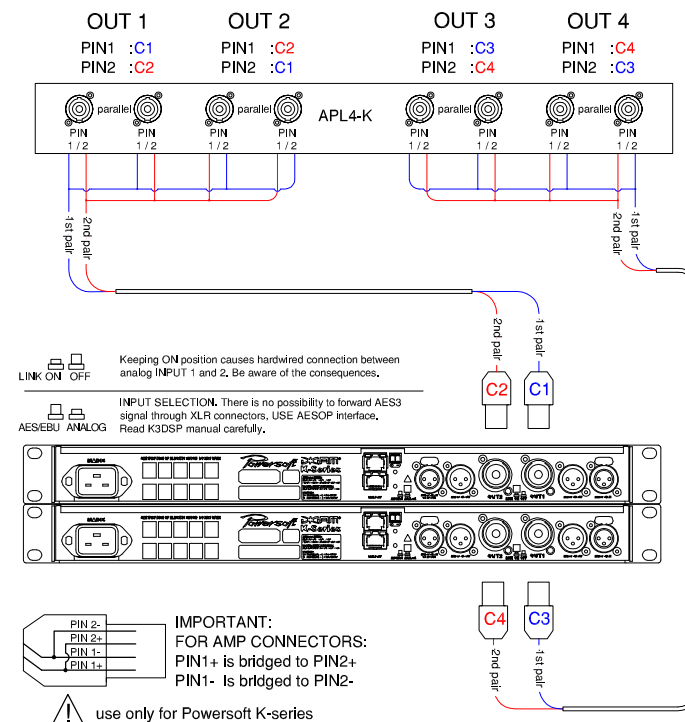 OUT 1 OUT 2 OUT 3 OUT 4
PIN1 :C1 PIN1 :C2 PIN1 :C3 PIN1 :C4
PIN2 :C2 PIN2 :C1 PIN2 :C4 PIN2 :C3
parallel parallel APL4-K parallel parallel
PIN PIN PIN PIN PIN PIN PIN PIN
1 / 2 1 / 2 1 / 2 1 / 2 1 / 2 1 / 2 1 / 2 1 / 2
1st pair 2nd pair 2nd pair 1st pair
2nd pair 1st pair
LINK ON OFF
Keeping ON position causes hardwired connection between
analog INPUT 1 and 2. Be aware of the consequences.
AES/EBU ANALOG
INPUT SELECTION. There is no possibility to forward AES3
signal through XLR connectors, USE AESOP interface.
Read K3DSP manual carefully.
C2 C1
Powersoft K-Series
OUT2 OUT1
Powersoft K-Series
OUT2 OUT1
C4 C3
2nd pair 1st pair
PIN 2-
PIN 2+
PIN 1-
PIN 1+
IMPORTANT:
FOR AMP CONNECTORS:
PIN1+ is bridged to PIN2+
PIN1- is bridged to PIN2-
use only for Powersoft K-series